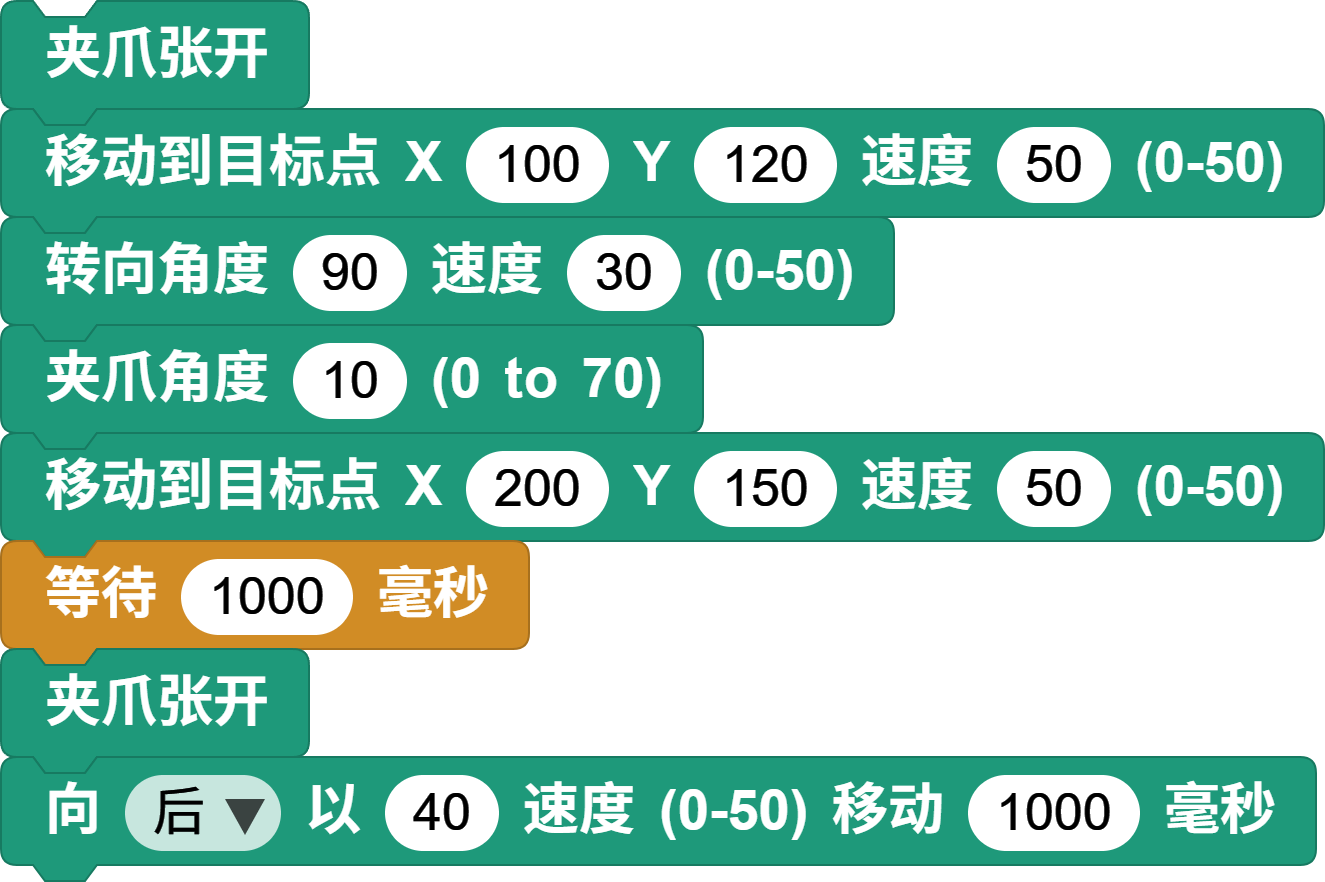 夹爪张开
移动到目标点 X 100 Y 120 速度 50 (0-50)
转向角度 90 速度 30 (0-50)
夹爪角度 10 (0 to 70)
移动到目标点 X 200 Y 150 速度 50 (0-50)
等待 1000 毫秒
夹爪张开
向 后 以 40 速度 (0-50) 移动 1000 毫秒